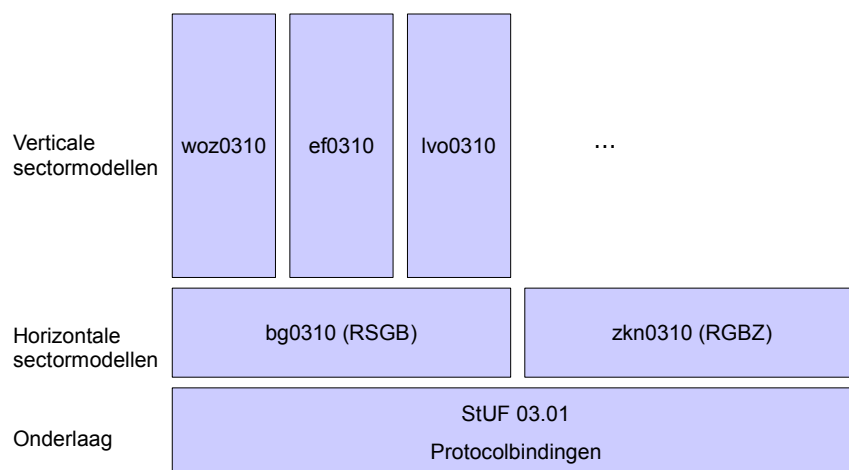 Verticale
sectormodellen
woz0310
ef0310
lvo0310
...
Horizontale
sectormodellen
bg0310 (RSGB)
zkn0310 (RGBZ)
Onderlaag
StUF 03.01
Protocolbindingen